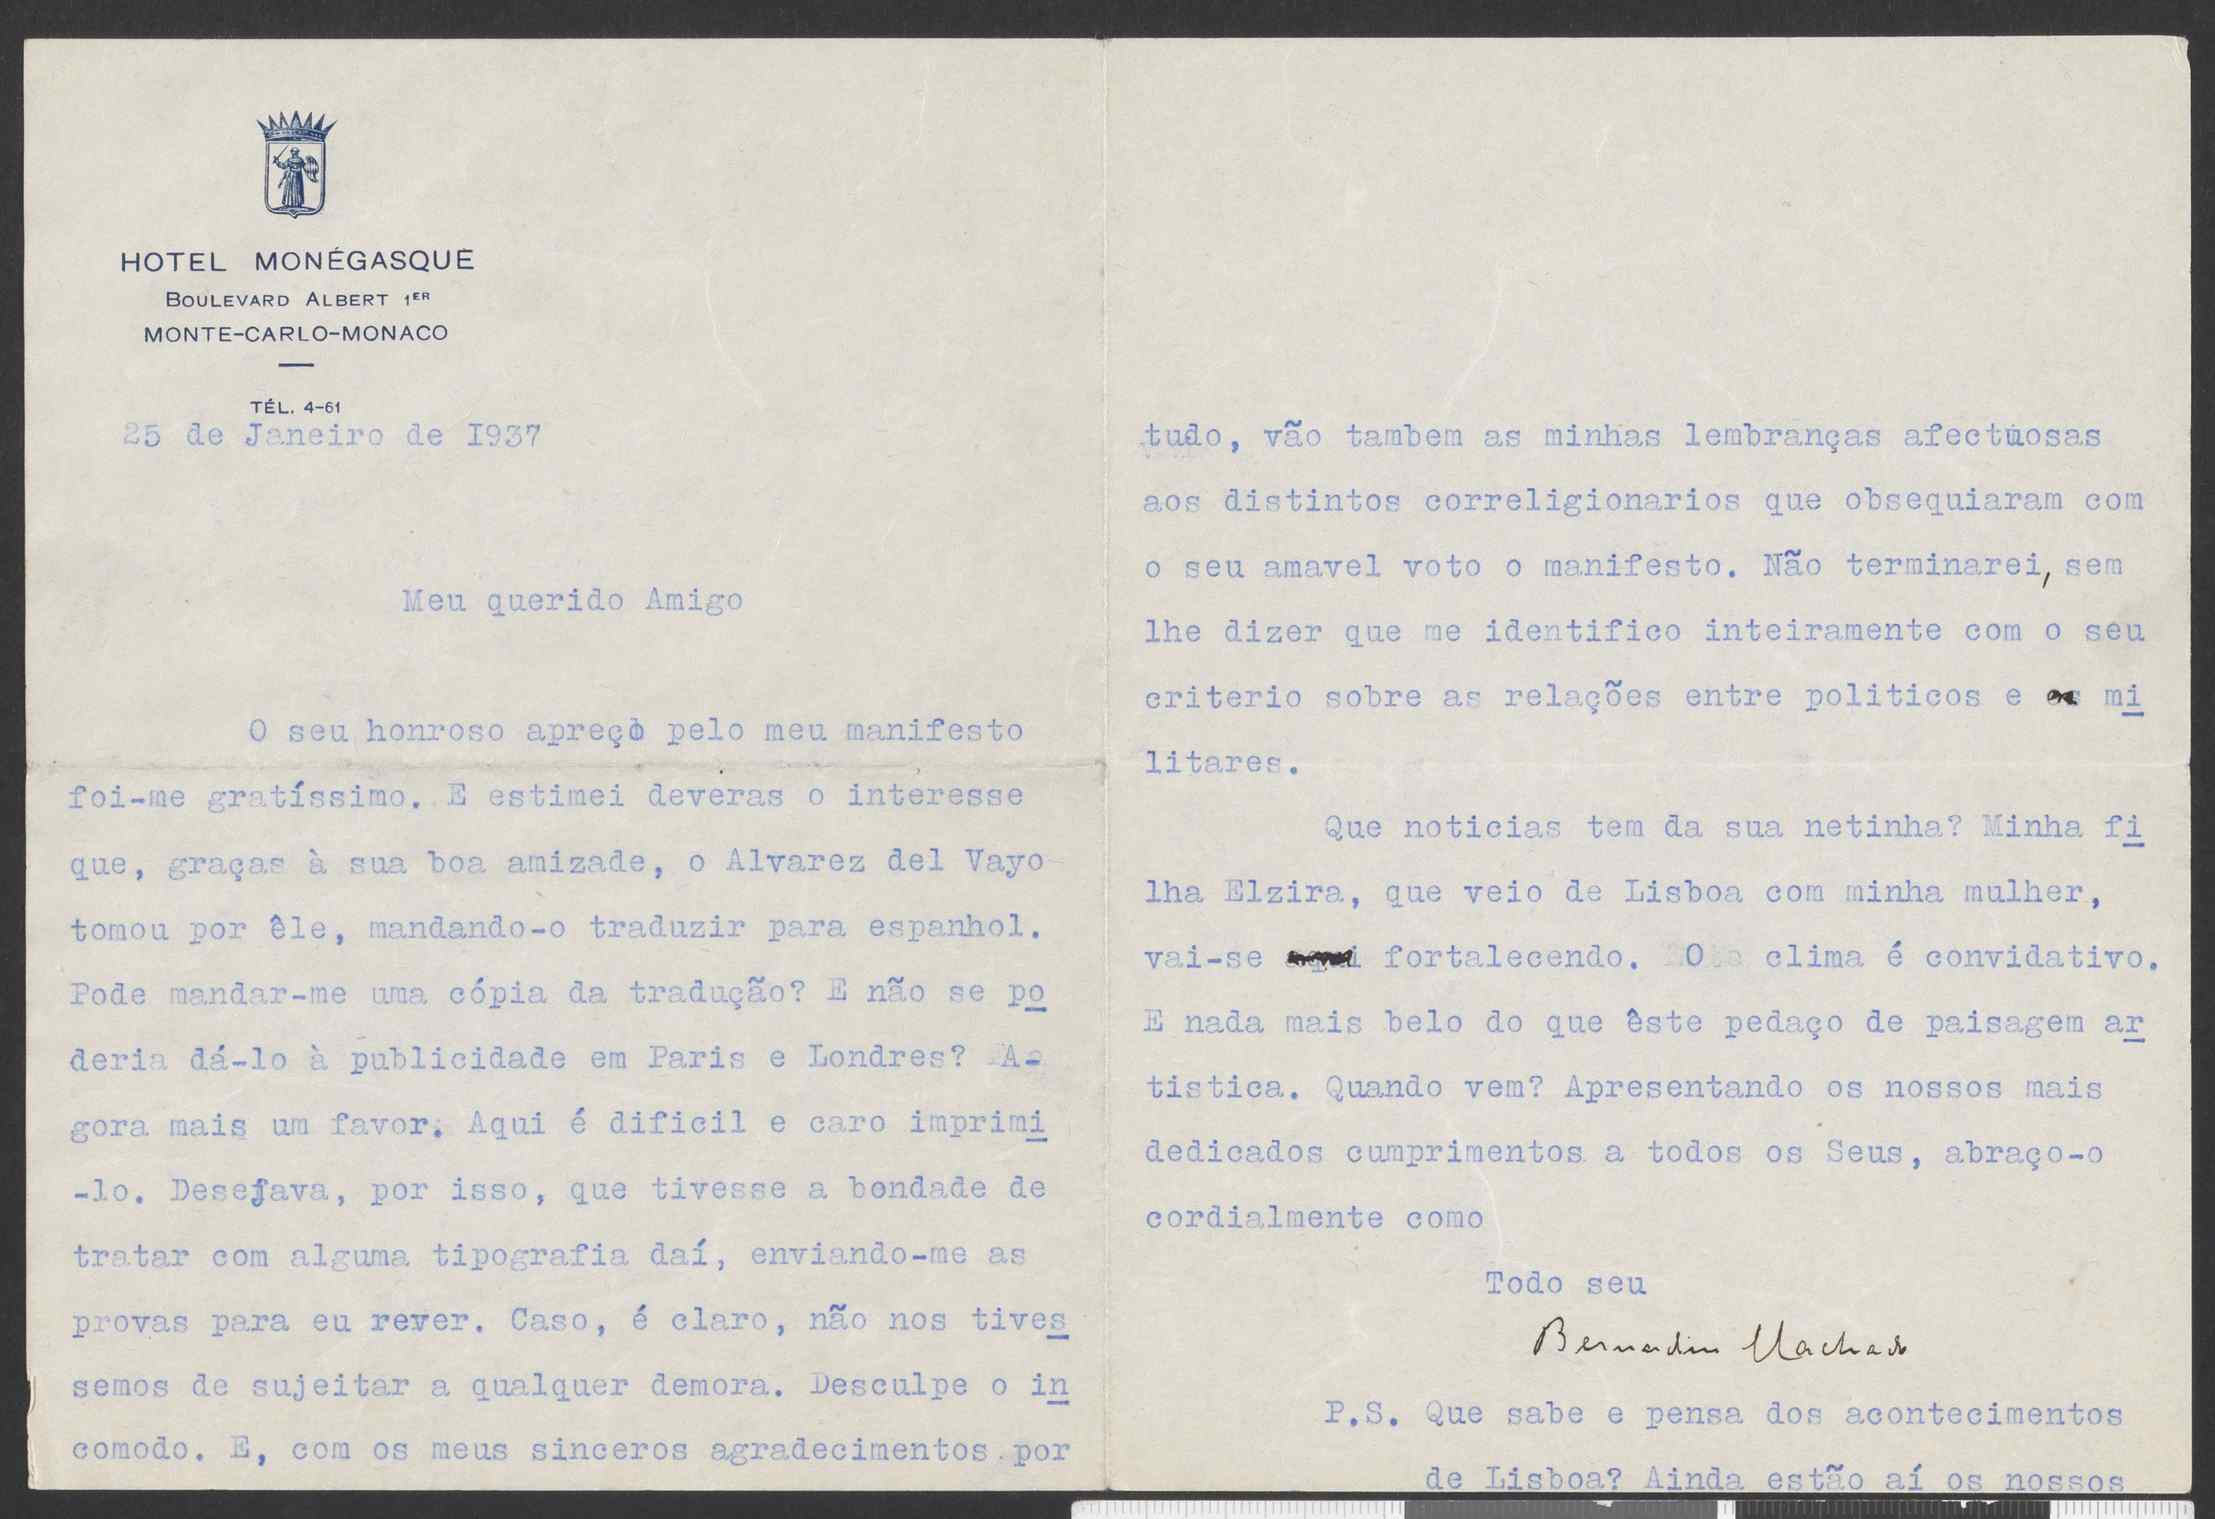 HOTEL MONÉGASQUE
BOULEVARD ALBERT 1ER
MONTE-CARLO-MONACO
TÉL. 4-61
25 de Janeiro de I937
Meu querido Amigo
O seu honroso apreço pelo meu manifesto
foi-me gratíssimo. E estimei deveras o interesse
que, graças à sua boa amizade, o Alvarez del Vayo
tomou por êle, mandando-o traduzir para espanhol.
Pode mandar-me uma cópia da tradução? E não se po
deria dá-lo à publicidade em Paris e Londres? A-
gora mais um favor. Aqui é dificil e caro imprimi
-lo. Desejava, por isso, que tivesse a bondade de
tratar com alguma tipografia daí, enviando-me as
provas para eu rever. Caso, é claro, não nos tives
semos de sujeitar a qualquer demora. Desculpe o in
comodo. E, com os meus sinceros agradecimentos por
tudo, vão tambem as minhas lembranças afectuosas
aos distintos correligionarios que obsequiaram com
o seu amavel voto o manifesto. Não terminarei, sem
lhe dizer que me identifico inteiramente com o seu
criterio sobre as relações entre politicos e mi
litares.
Que noticias tem da sua netinha? Minha fi
lha Elzira, que veio de Lisboa com minha mulher,
vai-se fortalecendo. O clima é convidativo.
E nada mais belo do que êste pedaço de paisagem ar
tistica. Quando vem? Apresentando os nossos mais
dedicados cumprimentos a todos os Seus, abraço-o
cordialmente como
Todo seu
Bernardino Machado
P.S. Que sabe e pensa dos acontecimentos
de Lisboa? Ainda estão aí os nossos